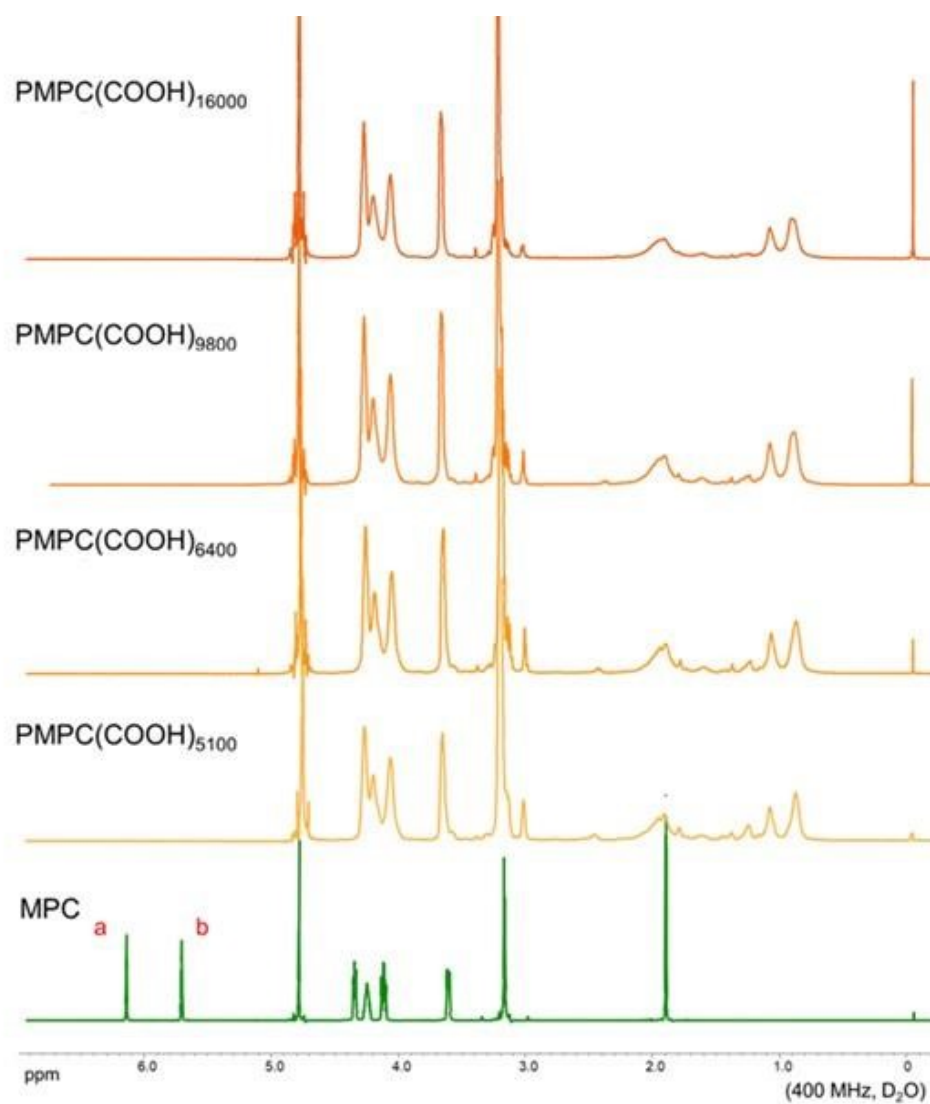 PMPC(COOH)₁₆₀₀₀
PMPC(COOH)₉₈₀₀
PMPC(COOH)₆₄₀₀
PMPC(COOH)₅₁₀₀
MPC
a b
ppm 6.0 5.0 4.0 3.0 2.0 1.0 0
(400 MHz, D₂O)